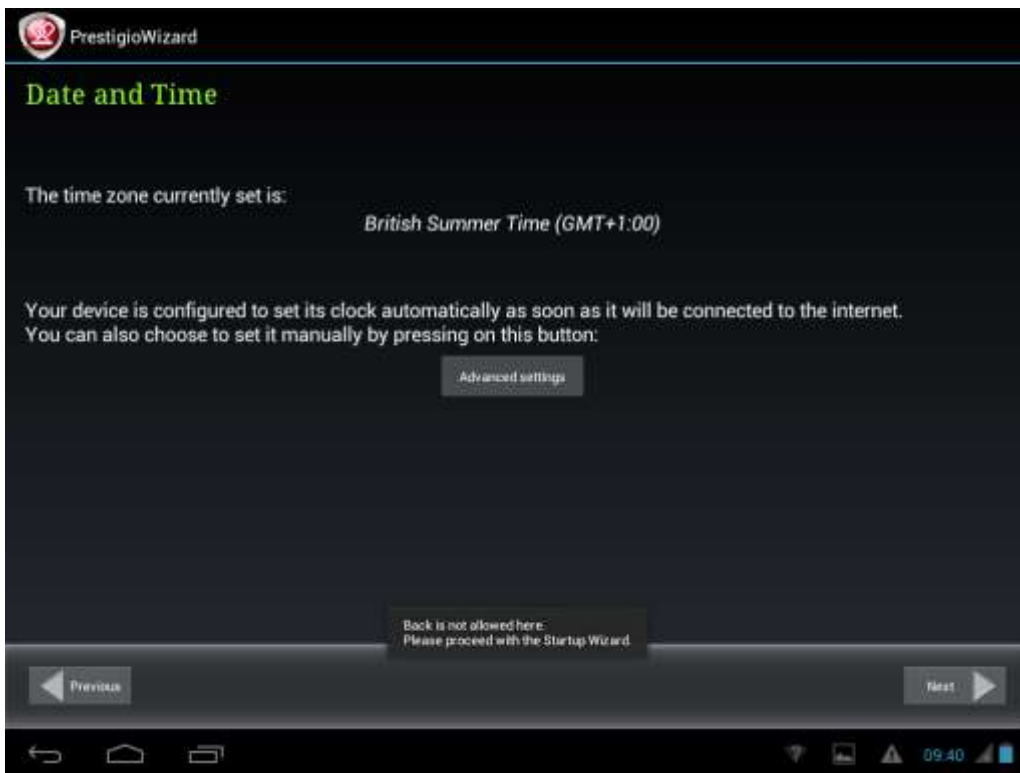 PrestigioWizard
Date and Time
The time zone currently set is:
British Summer Time (GMT+1:00)
Your device is configured to set its clock automatically as soon as it will be connected to the internet.
You can also choose to set it manually by pressing on this button:
Advanced settings
Back is not allowed here.
Please proceed with the Startup Wizard.
Previous
Next
09:40